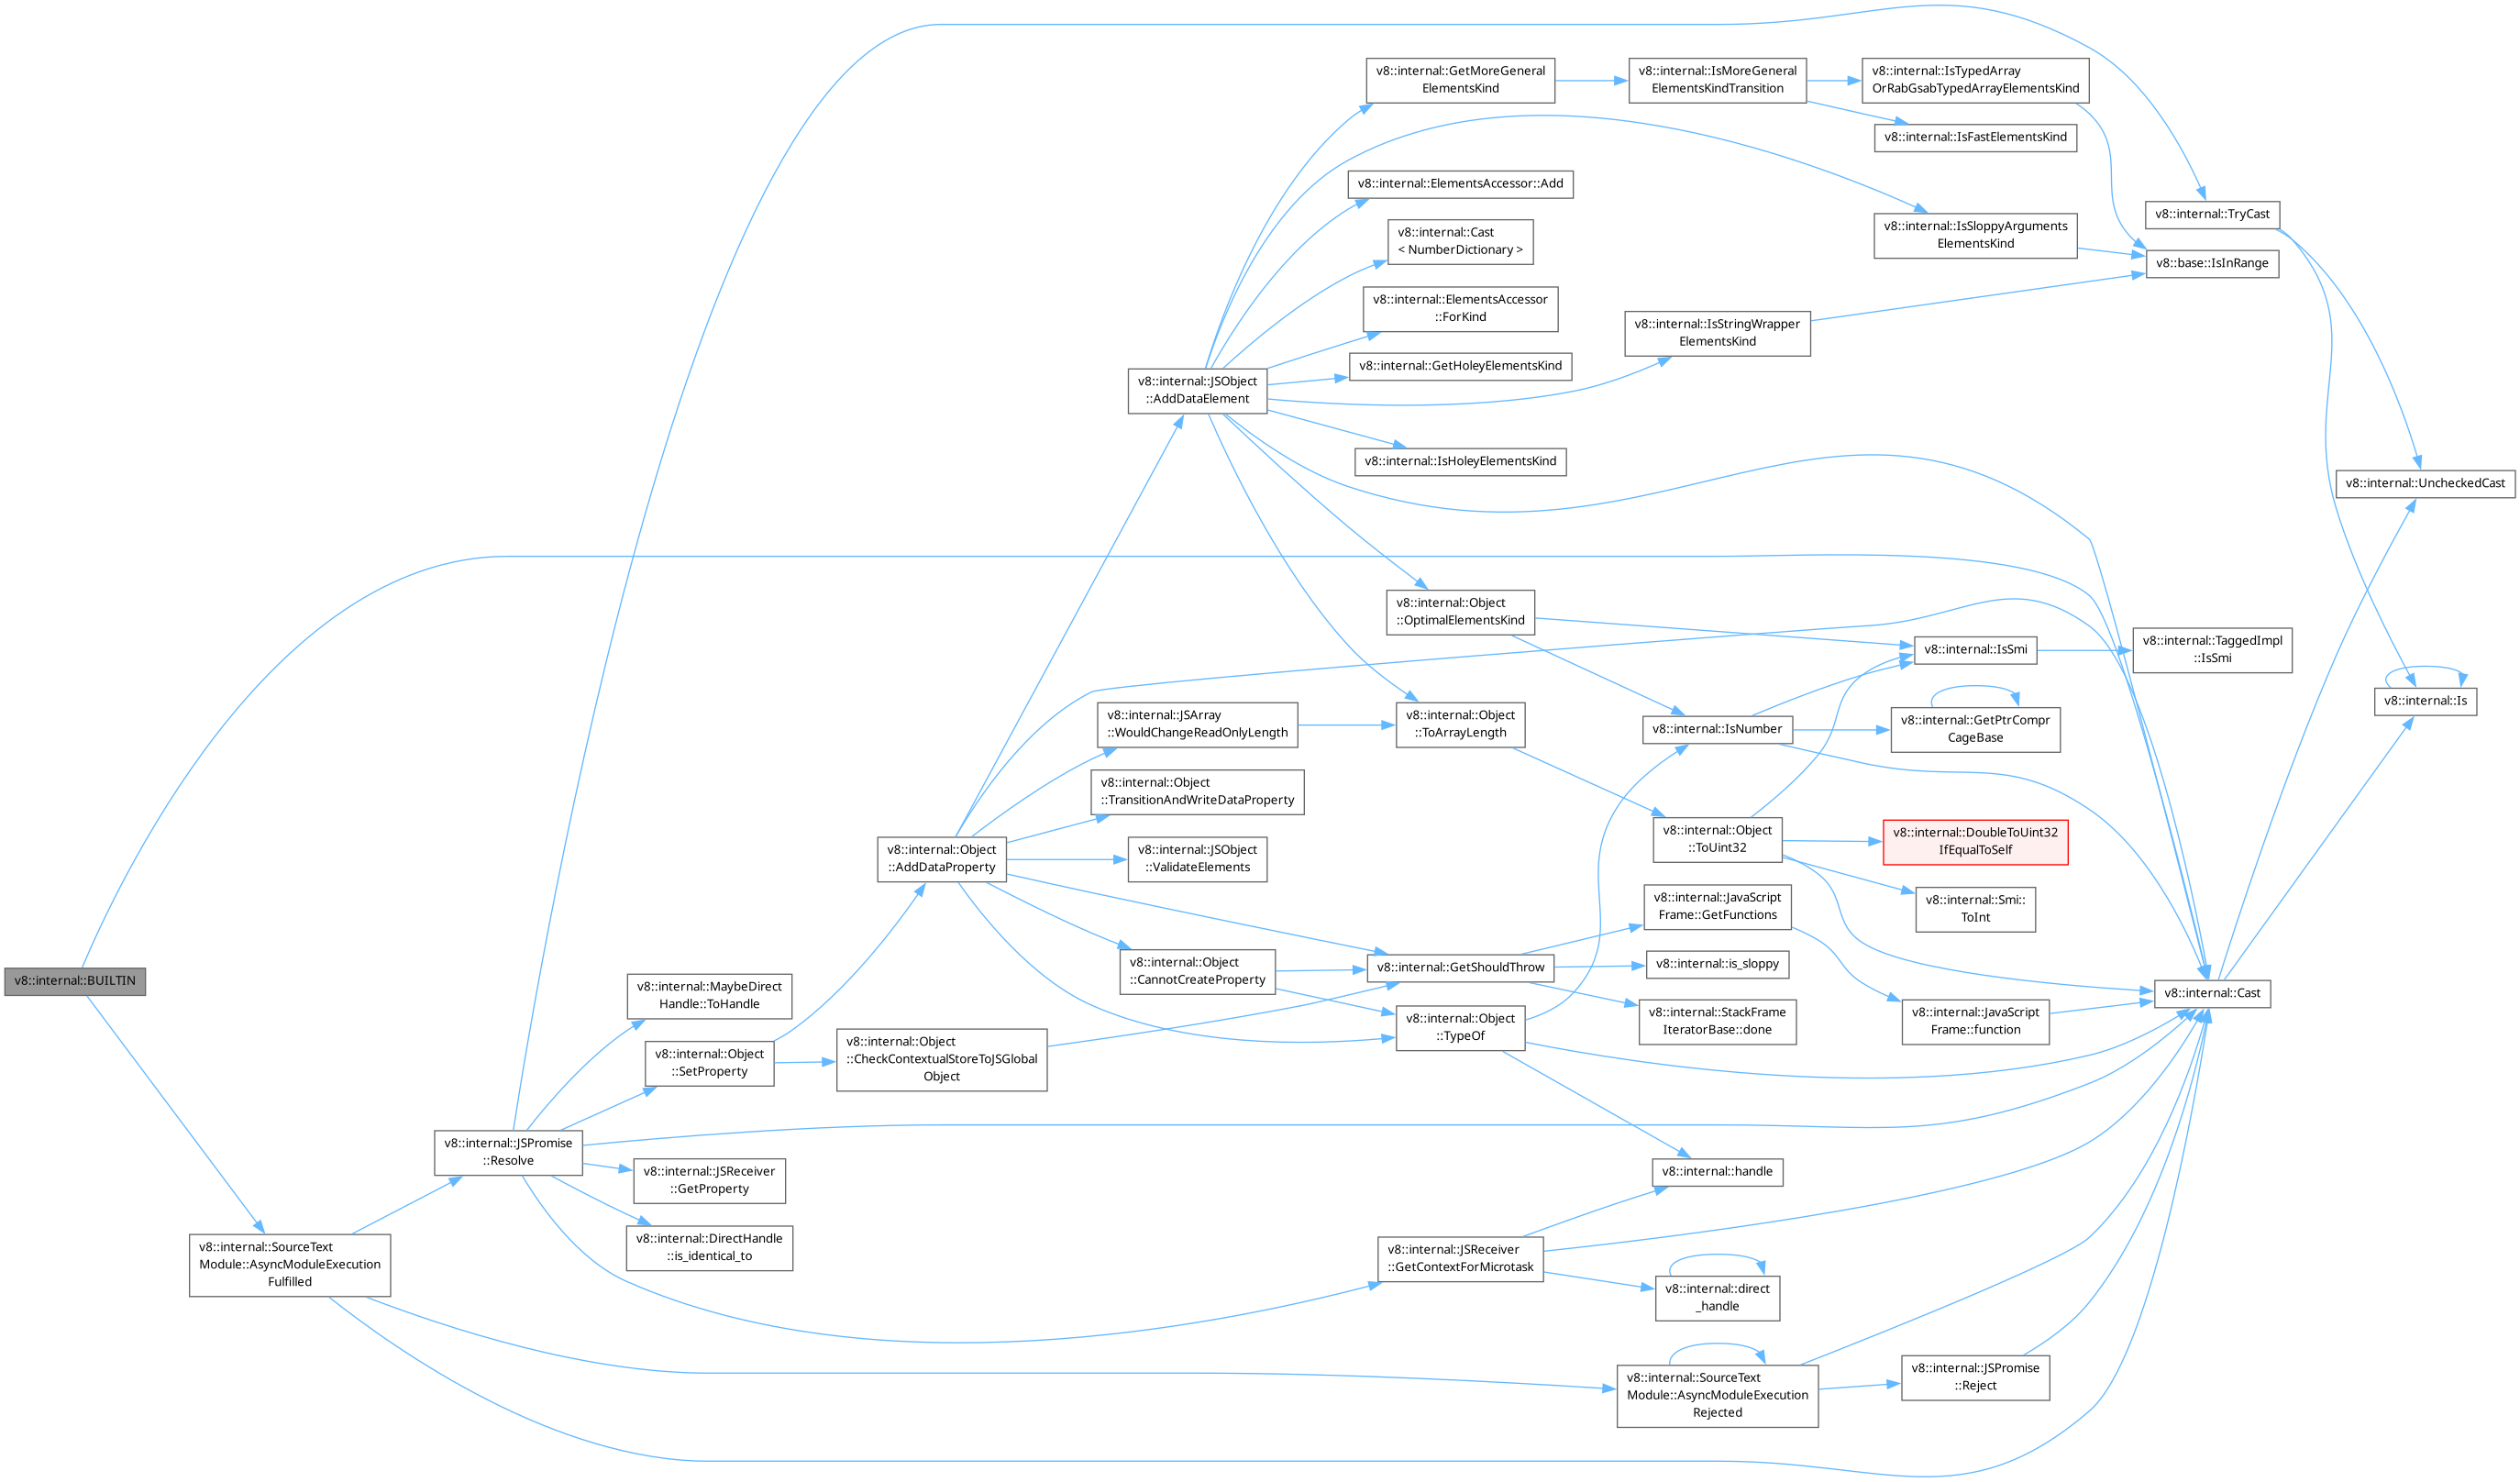 v8::internal::BUILTIN
v8::internal::SourceText
Module::AsyncModuleExecution
Fulfilled
v8::internal::JSPromise
::Resolve
v8::internal::MaybeDirect
Handle::ToHandle
v8::internal::Object
::SetProperty
v8::internal::JSReceiver
::GetProperty
v8::internal::DirectHandle
::is_identical_to
v8::internal::Object
::AddDataProperty
v8::internal::Object
::CheckContextualStoreToJSGlobal
Object
v8::internal::JSObject
::AddDataElement
v8::internal::JSArray
::WouldChangeReadOnlyLength
v8::internal::Object
::TransitionAndWriteDataProperty
v8::internal::JSObject
::ValidateElements
v8::internal::Object
::CannotCreateProperty
v8::internal::GetMoreGeneral
ElementsKind
v8::internal::ElementsAccessor::Add
v8::internal::Cast
< NumberDictionary >
v8::internal::ElementsAccessor
::ForKind
v8::internal::GetHoleyElementsKind
v8::internal::IsHoleyElementsKind
v8::internal::Object
::OptimalElementsKind
v8::internal::Object
::ToArrayLength
v8::internal::GetShouldThrow
v8::internal::Object
::TypeOf
v8::internal::JSReceiver
::GetContextForMicrotask
v8::internal::IsMoreGeneral
ElementsKindTransition
v8::internal::IsStringWrapper
ElementsKind
v8::internal::IsNumber
v8::internal::Object
::ToUint32
v8::internal::JavaScript
Frame::GetFunctions
v8::internal::is_sloppy
v8::internal::StackFrame
IteratorBase::done
v8::internal::handle
v8::internal::direct
_handle
v8::internal::SourceText
Module::AsyncModuleExecution
Rejected
v8::internal::IsTypedArray
OrRabGsabTypedArrayElementsKind
v8::internal::IsFastElementsKind
v8::internal::IsSloppyArguments
ElementsKind
v8::internal::IsSmi
v8::internal::GetPtrCompr
CageBase
v8::internal::DoubleToUint32
IfEqualToSelf
v8::internal::Smi::
ToInt
v8::internal::JavaScript
Frame::function
v8::internal::JSPromise
::Reject
v8::internal::TryCast
v8::base::IsInRange
v8::internal::TaggedImpl
::IsSmi
v8::internal::Cast
v8::internal::UncheckedCast
v8::internal::Is